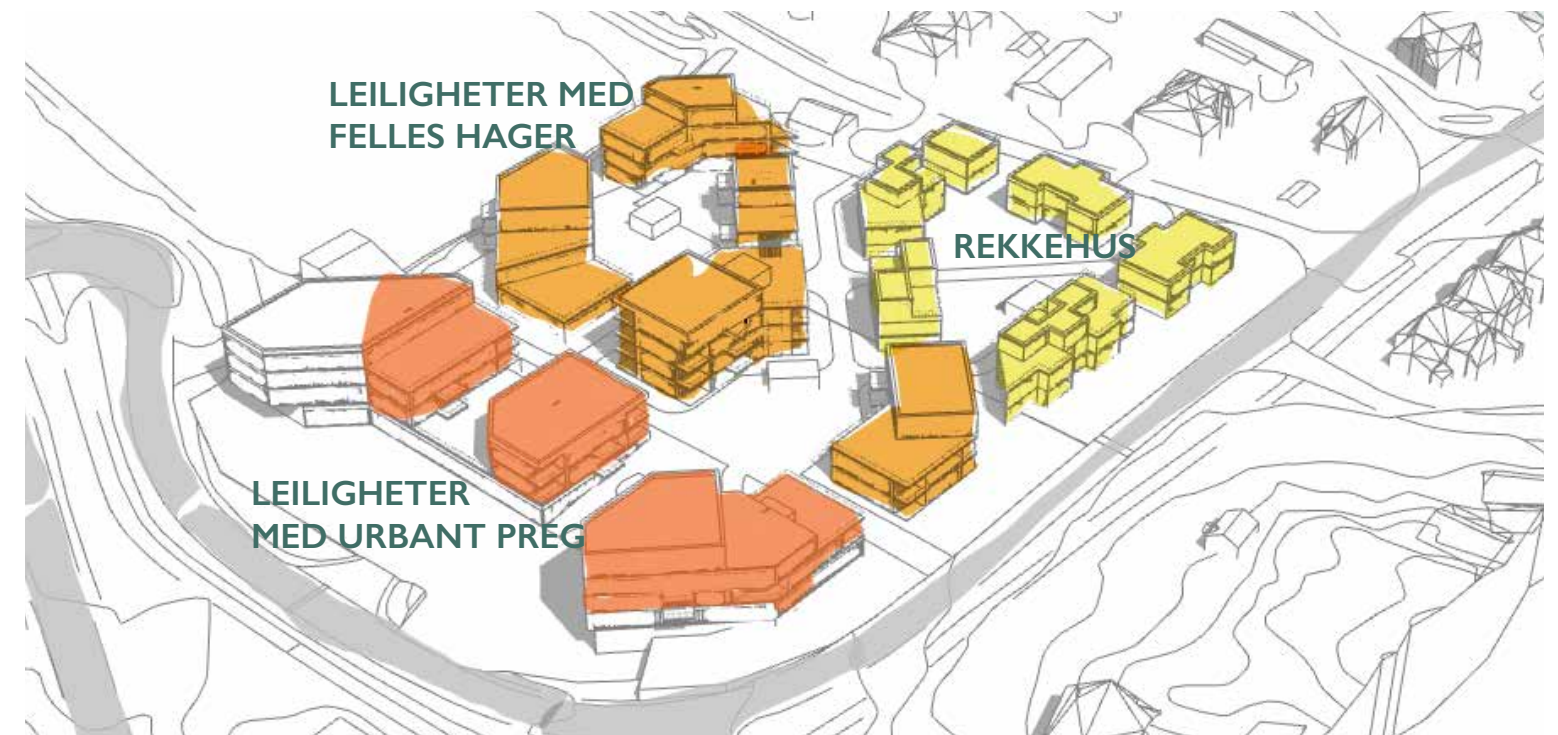 LEILIGHETER MED
FELLES HAGER
REKKEHUS
LEILIGHETER
MED URBANT PREG